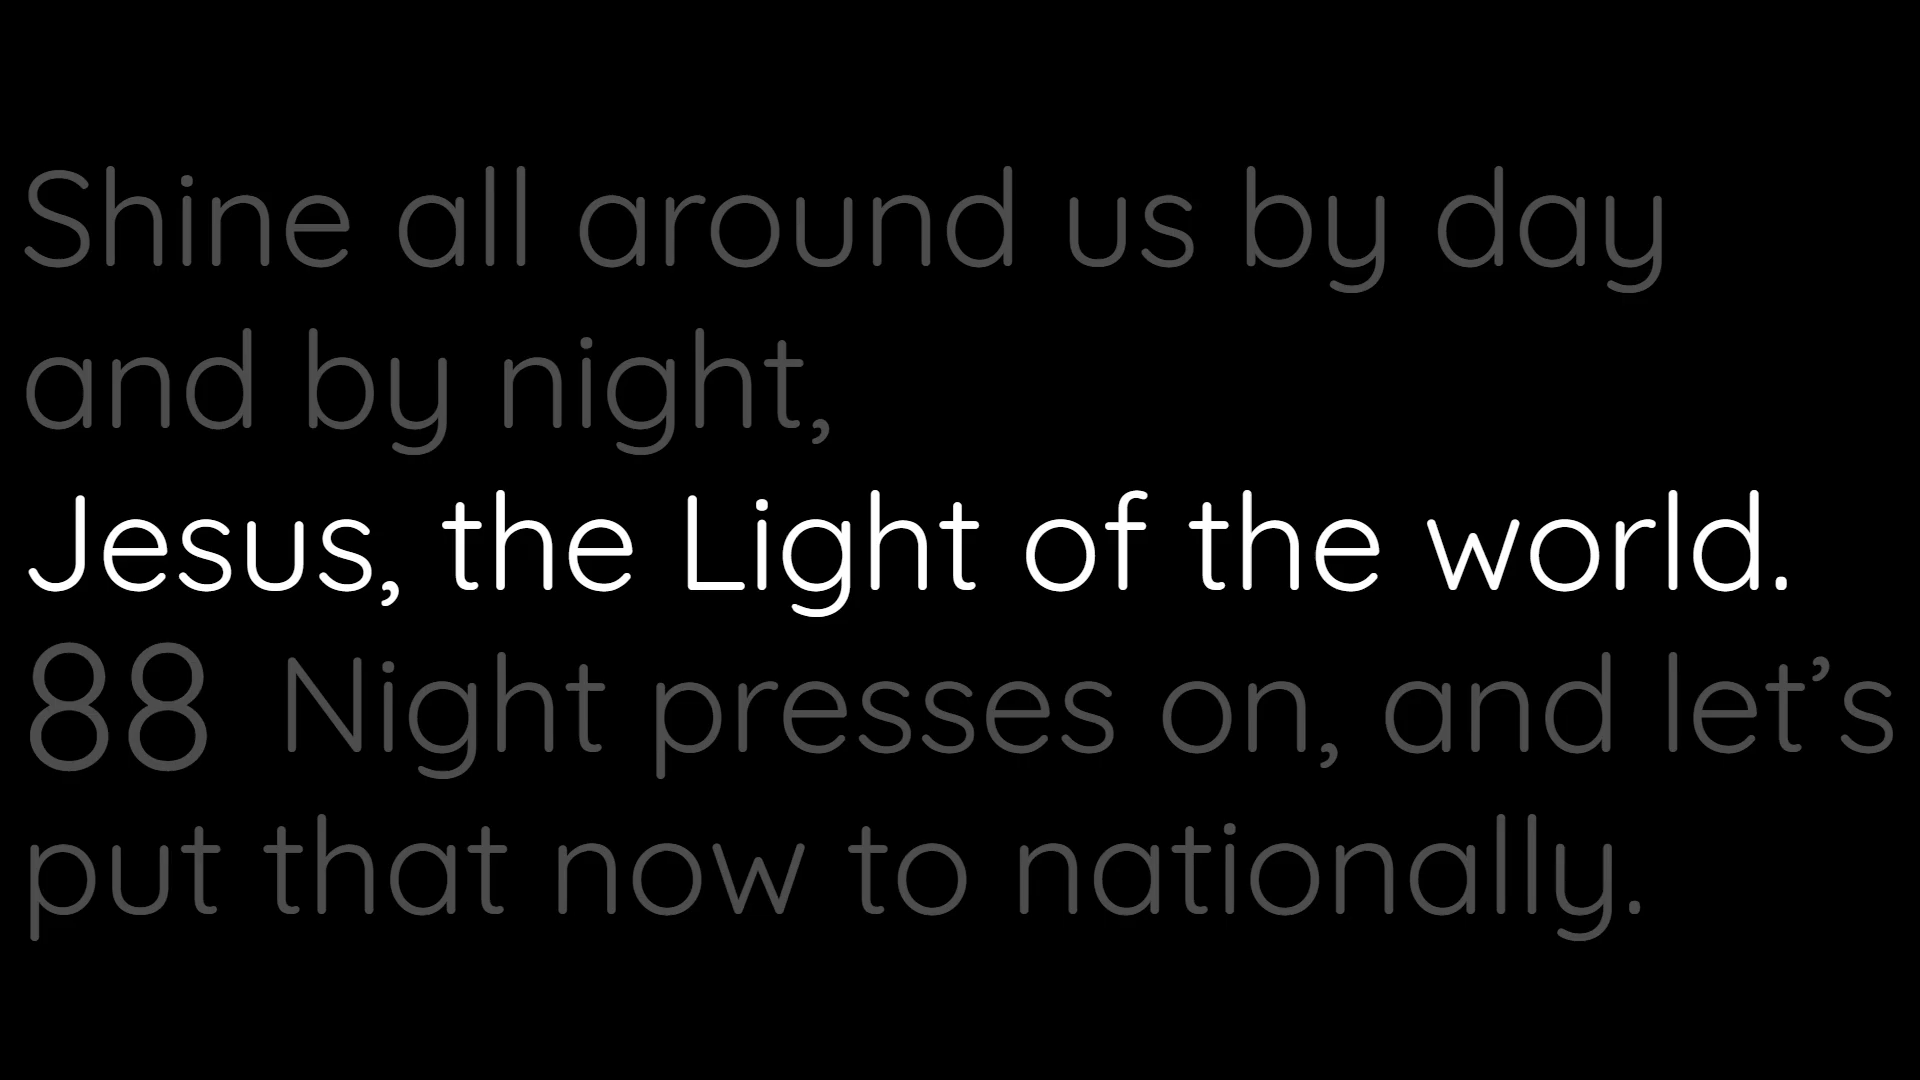 Shine all around us by day
and by night,
Jesus, the Light of the world.
88 Night presses on, and let’s
put that now to nationally.